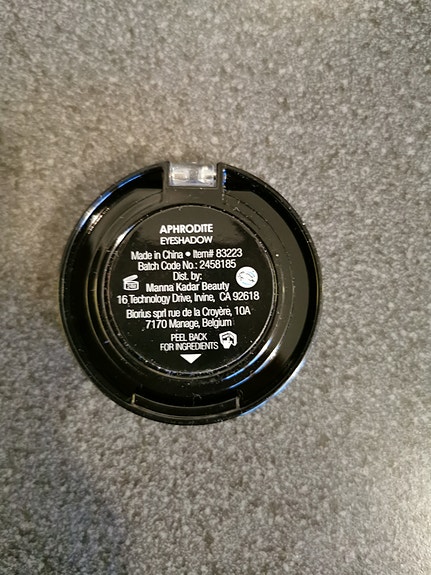 APHRODITE
EYESHADOW
Made in China • Item# 83223
Batch Code No.: 2458185
Dist. by:
Manna Kadar Beauty
16 Technology Drive, Irvine, CA 92618
Biorius sprl rue de la Croyère, 10A
7170 Manage, Belgium
PEEL BACK
FOR INGREDIENTS